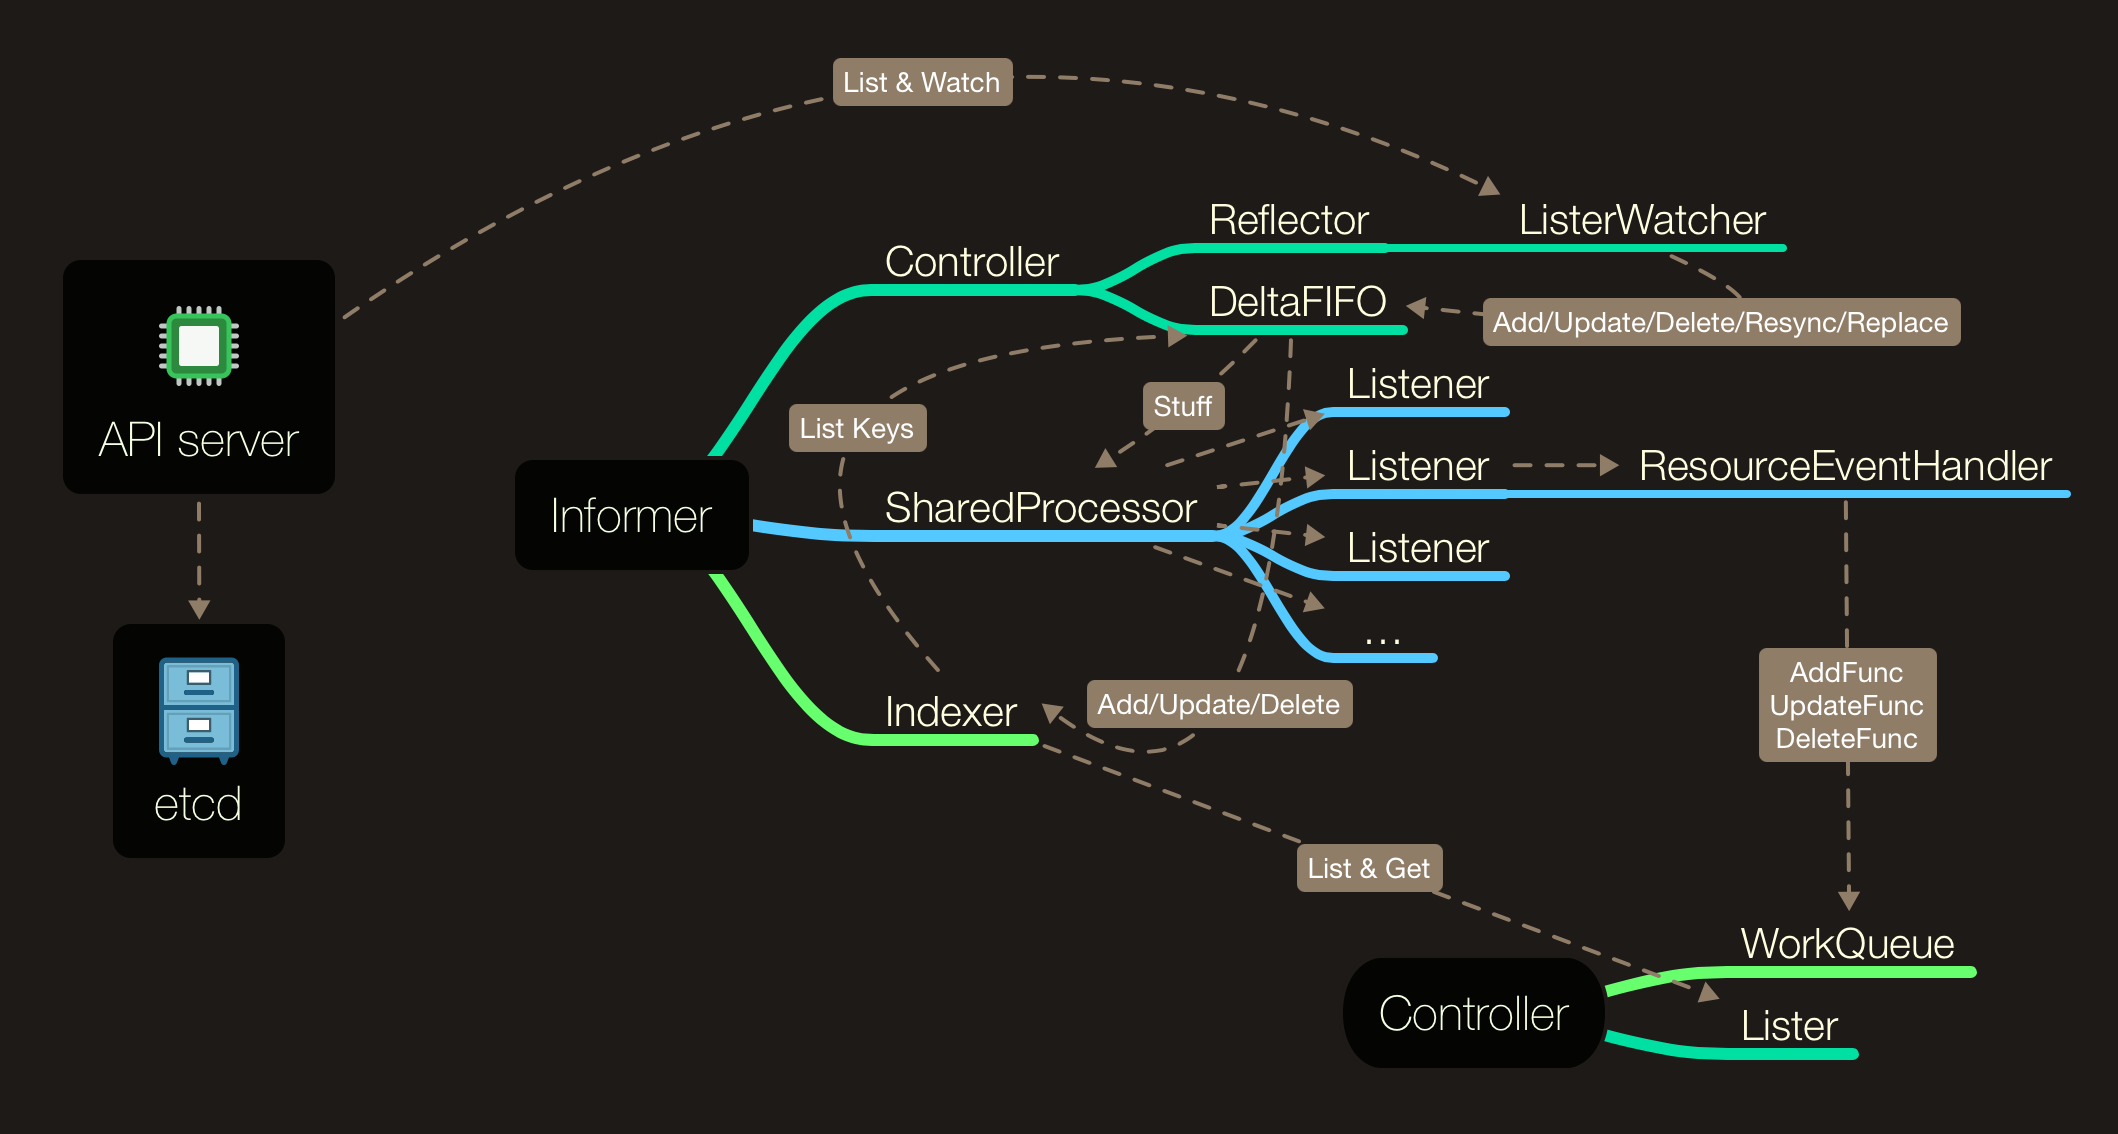 List & Watch
Reflector
ListerWatcher
Controller
DeltaFIFO
Add/Update/Delete/Resync/Replace
API server
List Keys
Stuff
Listener
Listener
ResourceEventHandler
Informer
SharedProcessor
Listener
...
Indexer
Add/Update/Delete
AddFunc
UpdateFunc
DeleteFunc
etcd
List & Get
WorkQueue
Controller
Lister